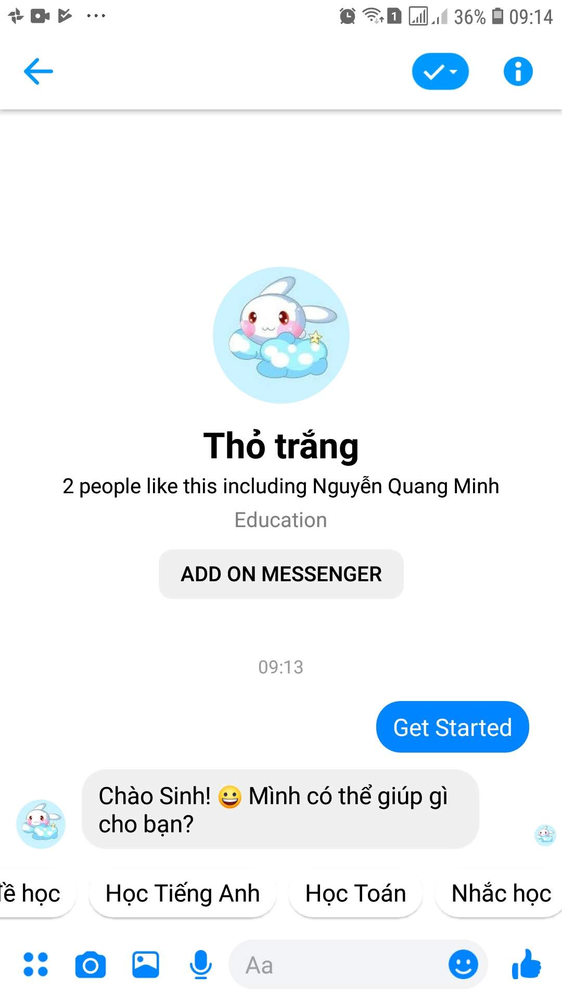 1 36% 09:14
Thỏ trắng
2 people like this including Nguyễn Quang Minh
Education
ADD ON MESSENGER
09:13
Get Started
Chào Sinh! 😀 Mình có thể giúp gì
cho bạn?
học Học Tiếng Anh Học Toán Nhắc học
Aa